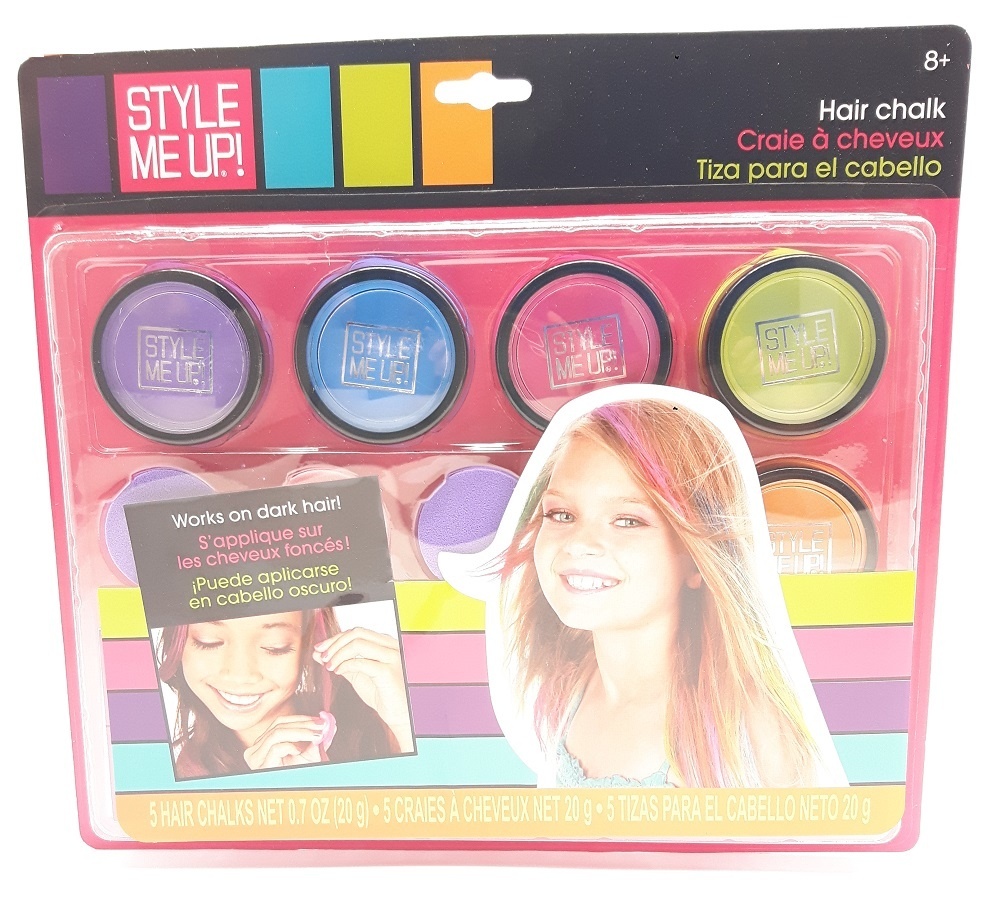 STYLE
ME UP!
8+
Hair chalk
Craie à cheveux
Tiza para el cabello
STYLE
ME UP!
STYLE
ME UP!
STYLE
ME UP!
STYLE
ME UP!
STYLE
ME UP!
Works on dark hair!
S'applique sur
les cheveux foncés!
¡Puede aplicarse
en cabello oscuro!
5 HAIR CHALKS NET 0.7 OZ (20 g) • 5 CRAIES À CHEVEUX NET 20 g • 5 TIZAS PARA EL CABELLO NETO 20 g